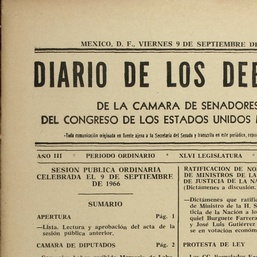 MEXICO, D. F., VIERNES 9 DE SEPTIEMBRE DE
DIARIO DE LOS DEB
DE LA CAMARA DE SENADORES
DEL CONGRESO DE LOS ESTADOS UNIDOS M
AÑO III PERIODO ORDINARIO XLVI LEGISLATURA
SESION PUBLICA ORDINARIA
CELEBRADA EL 9 DE SEPTIEMBRE
DE 1966
SUMARIO
APERTURA Pág. 1
—Lista. Lectura y aprobación del acta de la
sesión pública anterior.
CAMARA DE DIPUTADOS Pág. 2
RATIFICACION DE NO
DE MINISTROS DE LA
DE JUSTICIA DE LA N
(Dictámenes a discusión.
—Dictámenes que ratifica
de Ministro de la H. S
ticia de la Nación a lo
quel Burguete Farrera
y José Luis Gutiérrez
se en votación económ
PROTESTA DE LEY